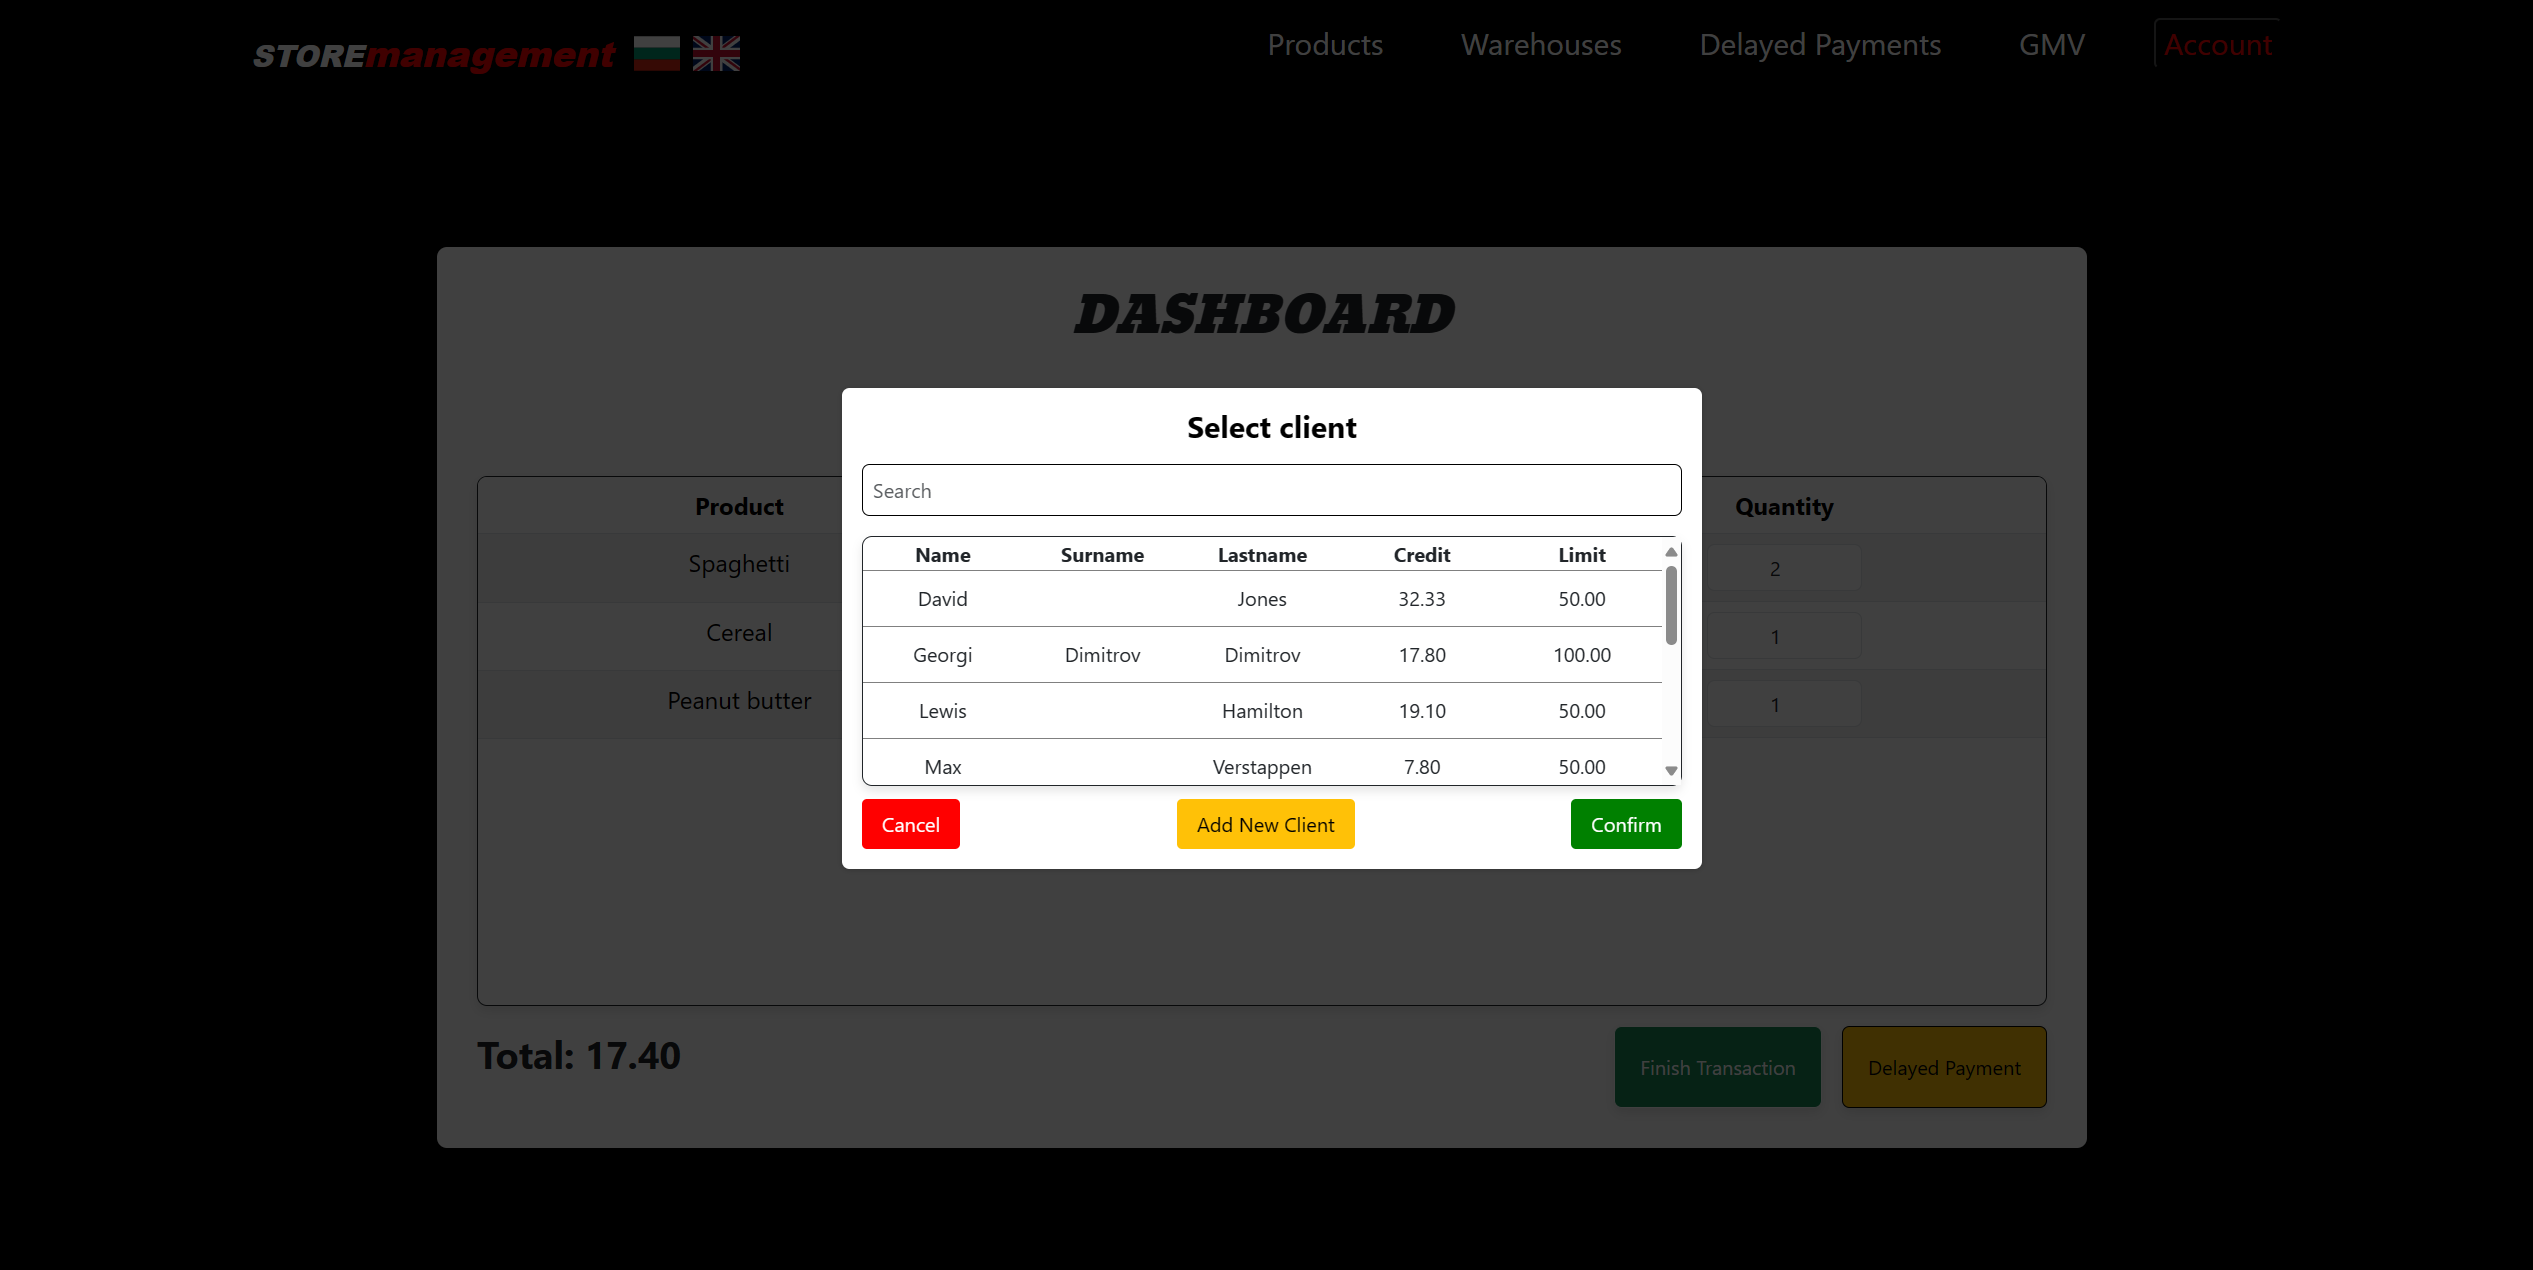 STOREmanagement Products Warehouses Delayed Payments GMV Account
DASHBOARD
Select client
Search
Product Quantity
Name Surname Lastname Credit Limit
Spaghetti 2
David Jones 32.33 50.00
Cereal 1
Georgi Dimitrov Dimitrov 17.80 100.00
Peanut butter 1
Lewis Hamilton 19.10 50.00
Max Verstappen 7.80 50.00
Cancel Add New Client Confirm
Total: 17.40 Finish Transaction Delayed Payment